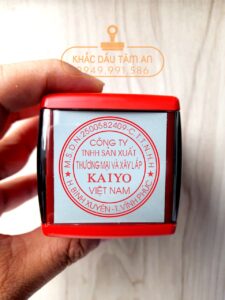 KHẮC DẤU TÂM AN
0949.991.586
M.S.D.N:2500582409-C.T.T.N.H.H
CÔNG TY
TNHH SẢN XUẤT
THƯƠNG MẠI VÀ XÂY LẮP
KAIYO
VIỆT NAM
H.BÌNH XUYÊN-T.VĨNH PHÚC